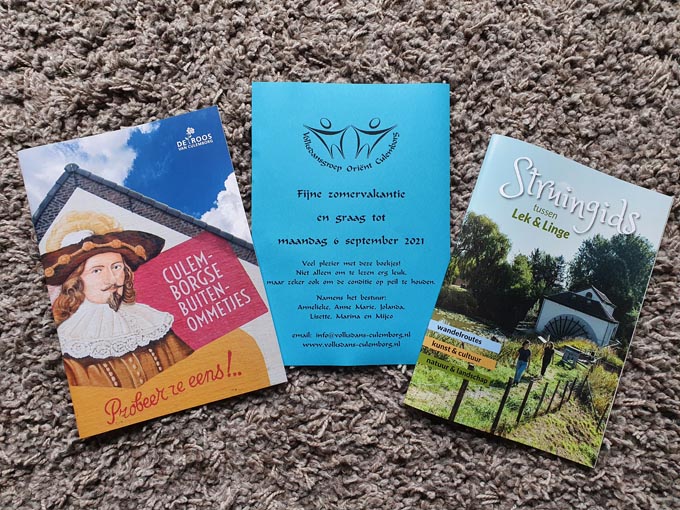 DE ROOS
VAN CULEMBORG
CULEM-
BORGSE
BUITEN-
OMMETJES
Probeer ze eens!..
Volksdansgroep Oriënt Culemborg
Fijne zomervakantie
en graag tot
maandag 6 september 2021
Veel plezier met deze boekjes!
Niet alleen om te lezen erg leuk,
maar zeker ook om de conditie op peil te houden.
Namens het bestuur:
Annelieke, Anne Marie, Jolanda,
Lisette, Marina en Mijco
email: info@volksdans-culemborg.nl
www.volksdans-culemborg.nl
Struingids
tussen
Lek & Linge
wandelroutes
kunst & cultuur
natuur & landschap